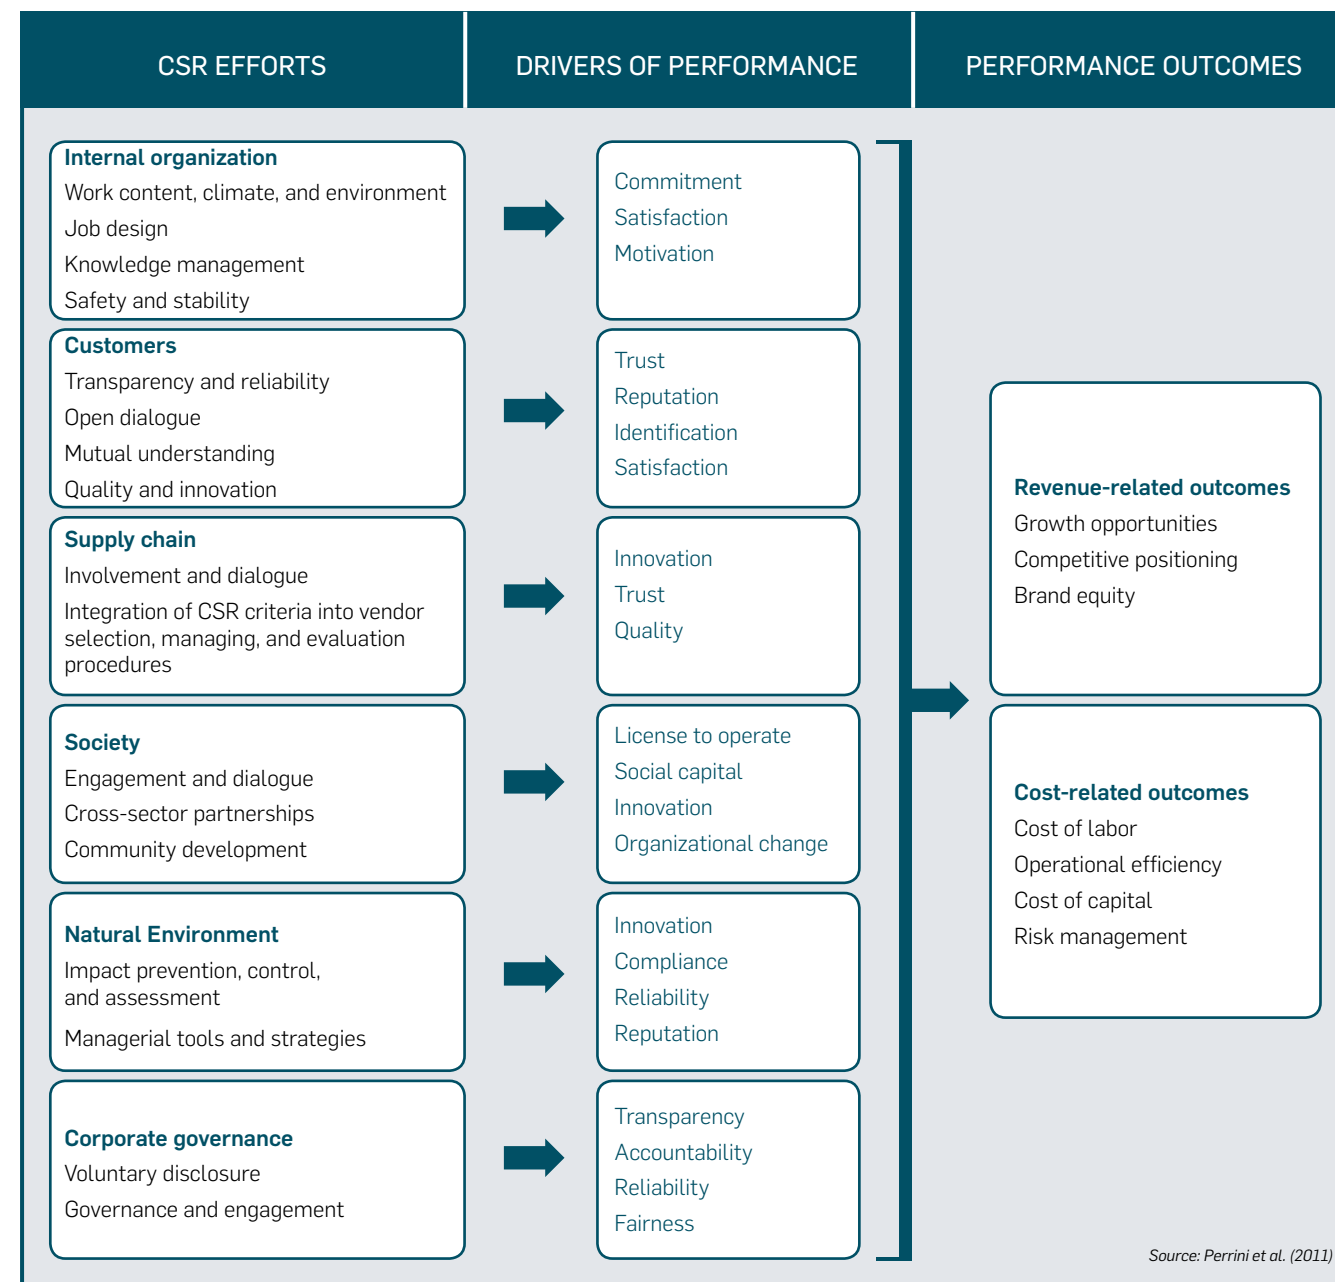 CSR EFFORTS
DRIVERS OF PERFORMANCE
PERFORMANCE OUTCOMES
Internal organization
Work content, climate, and environment
Job design
Knowledge management
Safety and stability
Commitment
Satisfaction
Motivation
Customers
Transparency and reliability
Open dialogue
Mutual understanding
Quality and innovation
Trust
Reputation
Identification
Satisfaction
Supply chain
Involvement and dialogue
Integration of CSR criteria into vendor
selection, managing, and evaluation
procedures
Innovation
Trust
Quality
Society
Engagement and dialogue
Cross-sector partnerships
Community development
License to operate
Social capital
Innovation
Organizational change
Natural Environment
Impact prevention, control,
and assessment
Managerial tools and strategies
Innovation
Compliance
Reliability
Reputation
Corporate governance
Voluntary disclosure
Governance and engagement
Transparency
Accountability
Reliability
Fairness
Revenue-related outcomes
Growth opportunities
Competitive positioning
Brand equity
Cost-related outcomes
Cost of labor
Operational efficiency
Cost of capital
Risk management
Source: Perrini et al. (2011)